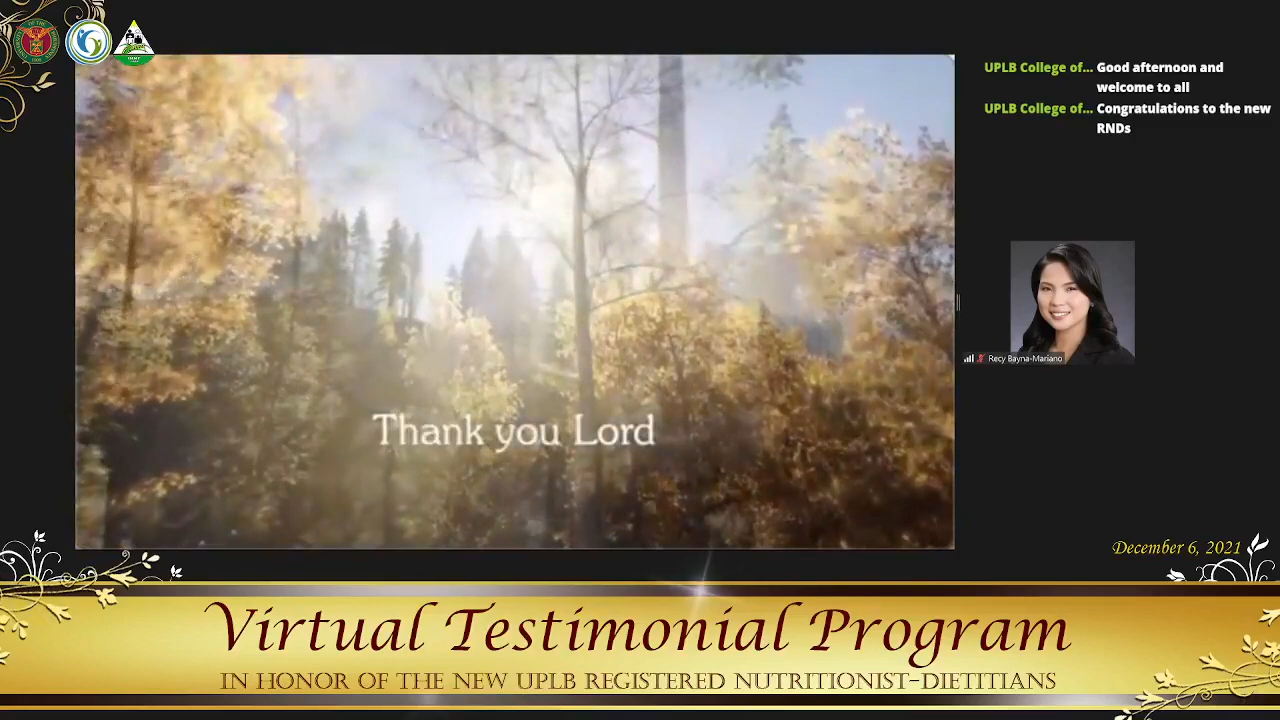 UPLB College of... Good afternoon and
welcome to all
UPLB College of... Congratulations to the new
RNDs
Thank you Lord
Recy Bayna-Mariano
December 6, 2021
Virtual Testimonial Program
IN HONOR OF THE NEW UPLB REGISTERED NUTRITIONIST-DIETITIANS